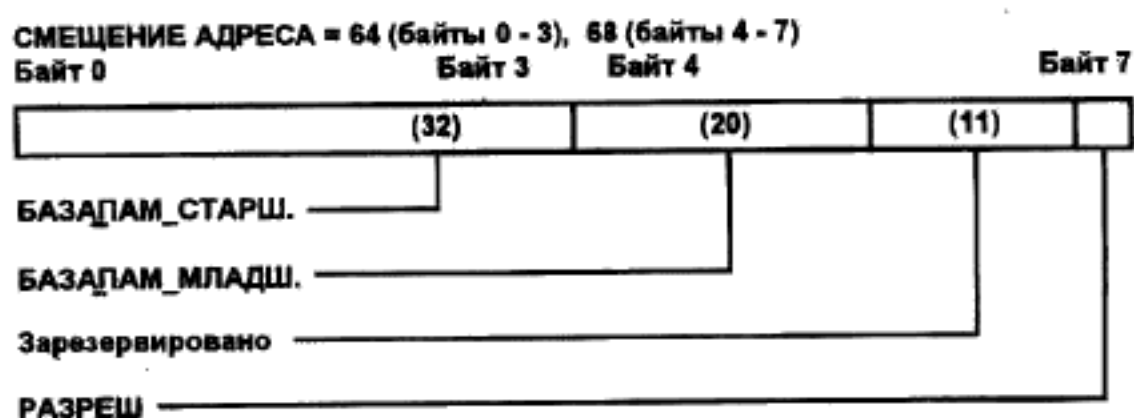 СМЕЩЕНИЕ АДРЕСА = 64 (байты 0 - 3), 68 (байты 4 - 7)
Байт 0 Байт 3 Байт 4 Байт 7
(32) (20) (11)
БАЗАПАМ_СТАРШ.
БАЗАПАМ_МЛАДШ.
Зарезервировано
РАЗРЕШ